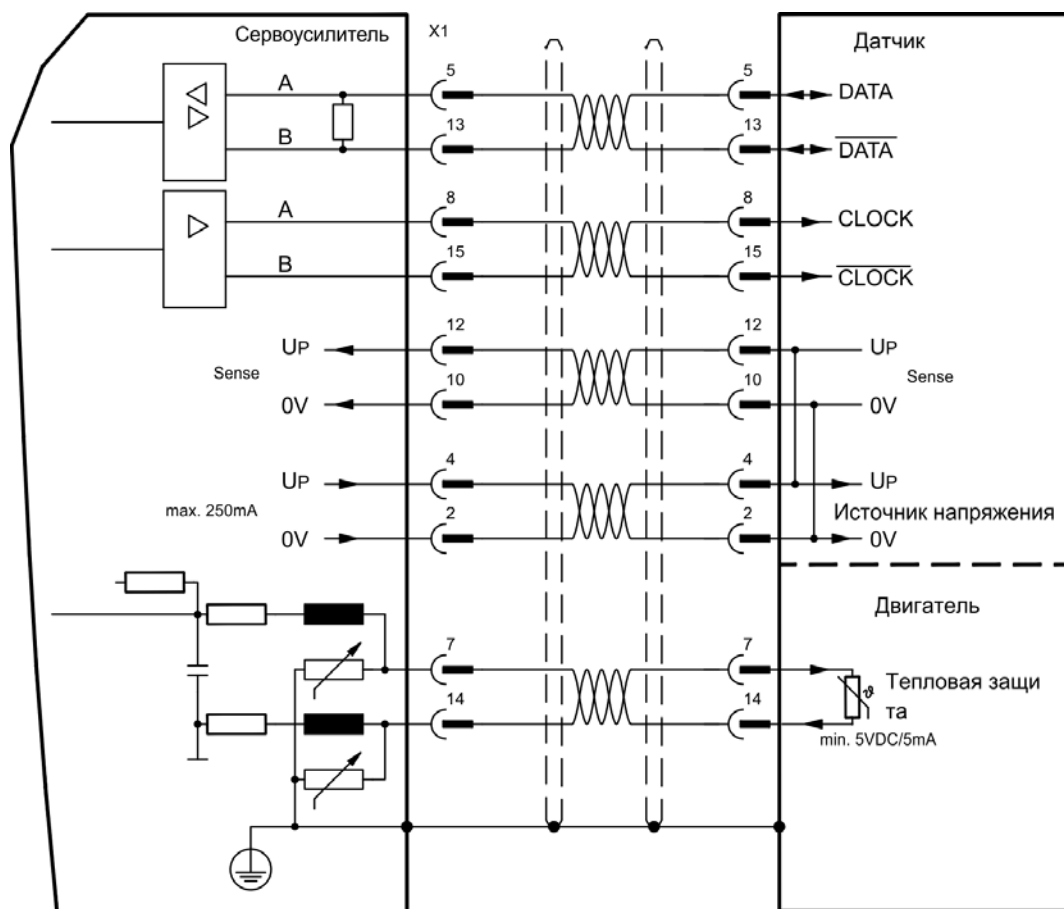 Сервоусилитель X1 Датчик
A 5 5 DATA
B 13 13 DATA
A 8 8 CLOCK
B 15 15 CLOCK
UP 12 12 UP
Sense Sense
0V 10 10 0V
UP 4 4 UP
max. 250mA Источник напряжения
0V 2 2 0V
Двигатель
7 7
Тепловая защи
14 14 ϑ та
min. 5VDC/5mA